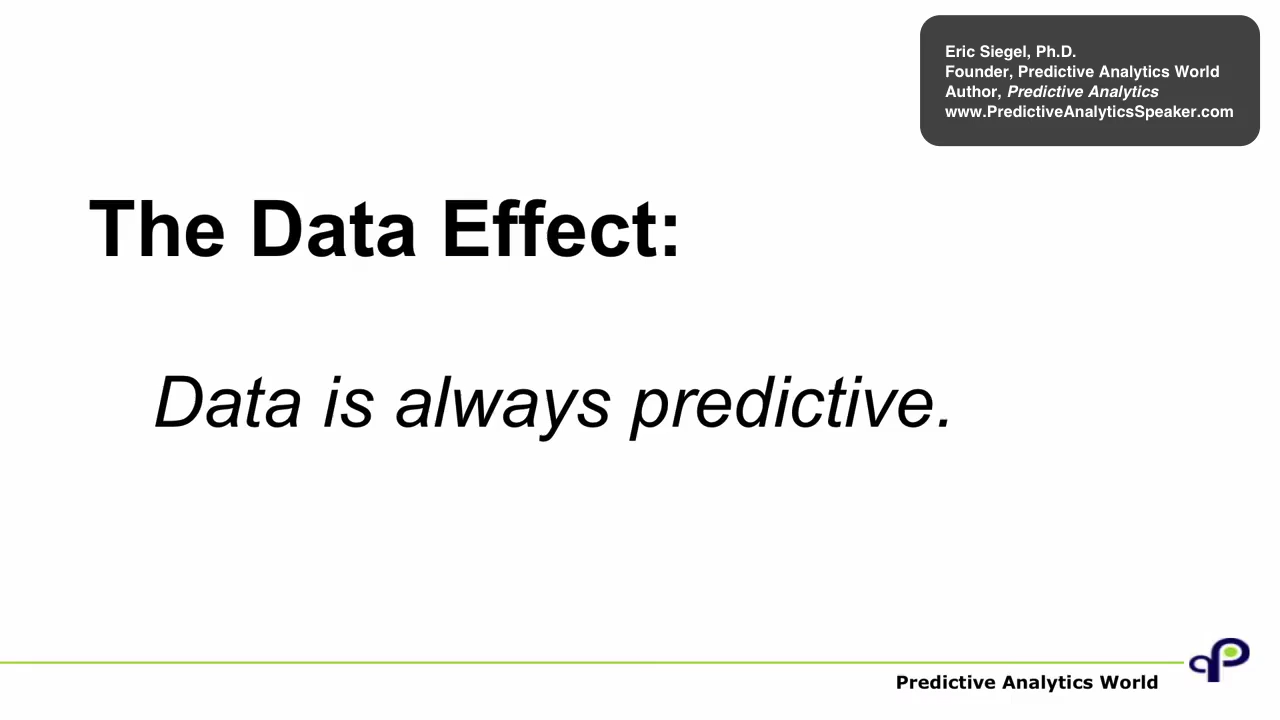 Eric Siegel, Ph.D.
Founder, Predictive Analytics World
Author, Predictive Analytics
www.PredictiveAnalyticsSpeaker.com
The Data Effect:
Data is always predictive.
Predictive Analytics World